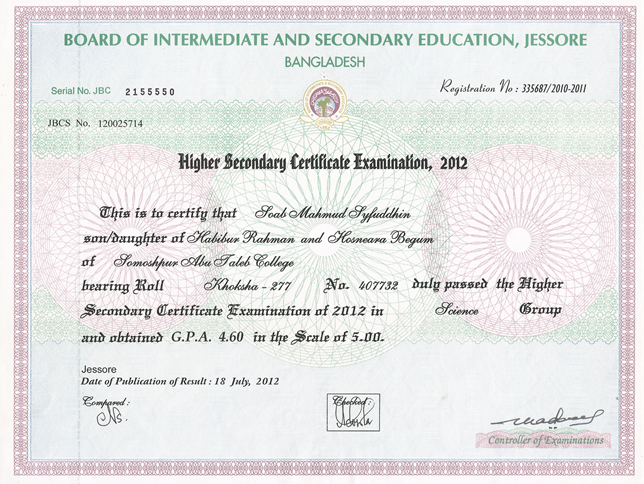 BOARD OF INTERMEDIATE AND SECONDARY EDUCATION, JESSORE
BANGLADESH
Serial No. JBC 2155550
Registration No : 335687/2010-2011
JBCS No. 120025714
Higher Secondary Certificate Examination, 2012
This is to certify that Soab Mahmud Syfuddhin
son/daughter of Habibur Rahman and Hosneara Begum
of Somoshpur Abu Taleb College
bearing Roll Khoksha - 277 No. 407732 duly passed the Higher
Secondary Certificate Examination of 2012 in Science Group
and obtained G.P.A. 4.60 in the Scale of 5.00.
Jessore
Date of Publication of Result : 18 July, 2012
Compared :
Checked :
Controller of Examinations